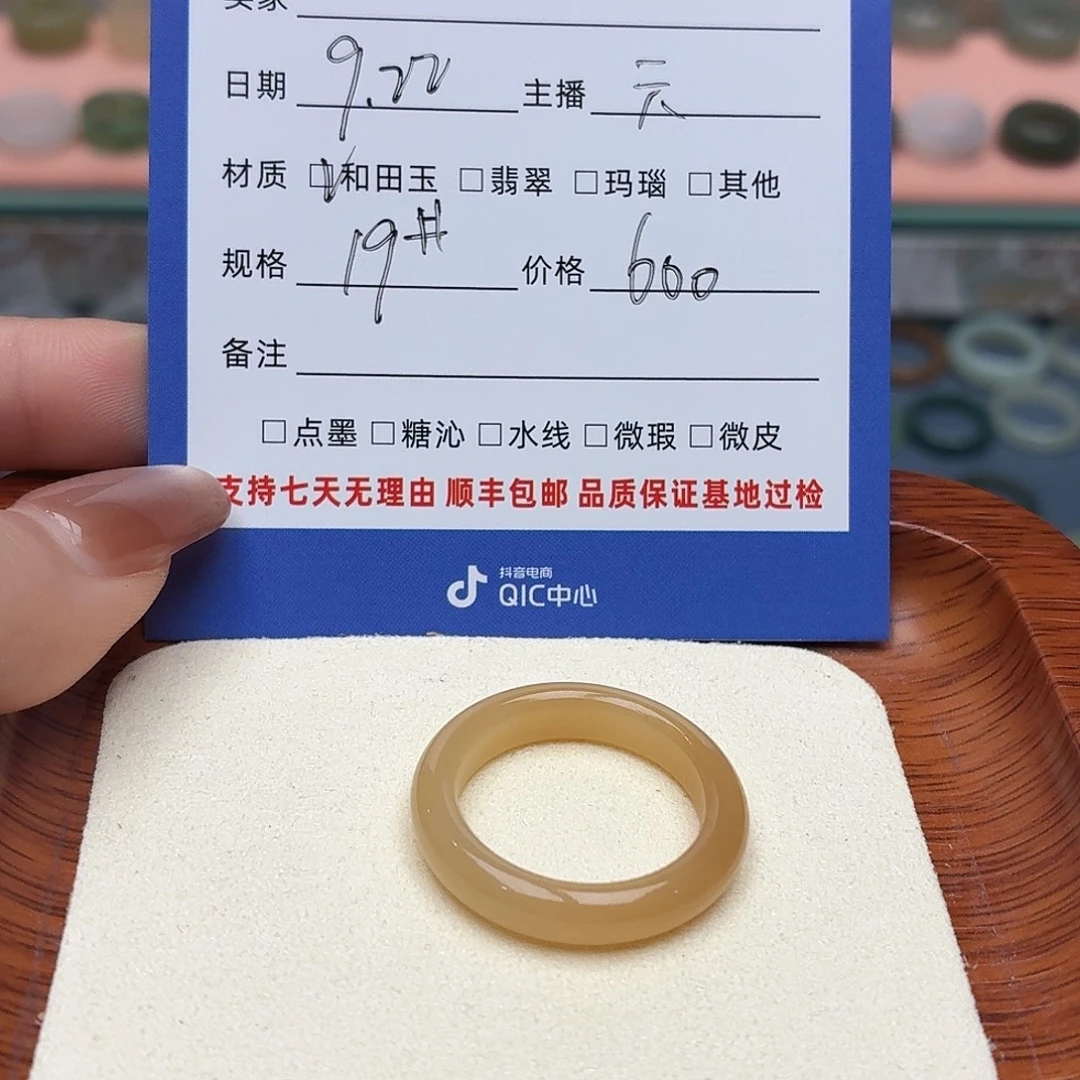 买家
日期 9.22 主播 云
材质 ☑和田玉 □翡翠 □玛瑙 □其他
规格 19# 价格 600
备注
□点墨 □糖沁 □水线 □微瑕 □微皮
支持七天无理由 顺丰包邮 品质保证基地过检
抖音电商
QIC中心